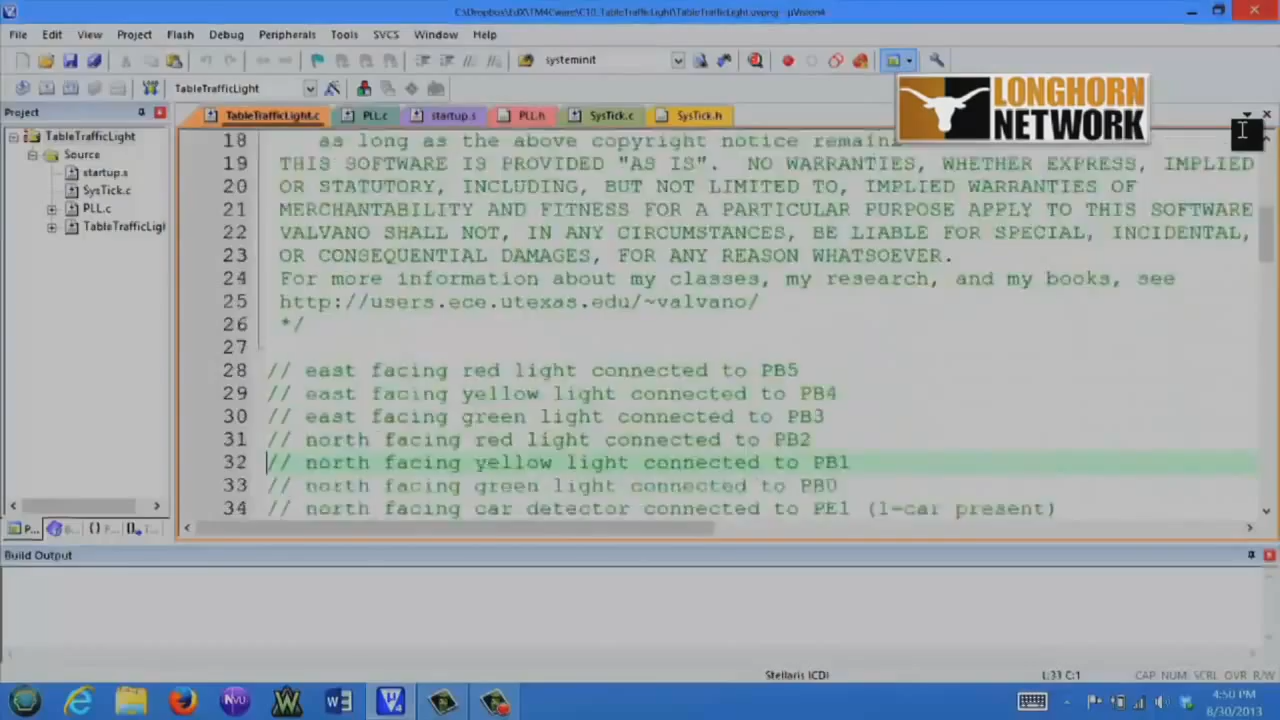 C:\Dropbox\EdX\TM4Cware\C10_TableTrafficLight\TableTrafficLight.uvproj - µVision4
File Edit View Project Flash Debug Peripherals Tools SVCS Window Help
systeminit
TableTrafficLight
LONGHORN
NETWORK
Project
TableTrafficLight.c PLL.c startup.s PLL.h SysTick.c SysTick.h
TableTrafficLight
Source
startup.s
SysTick.c
PLL.c
TableTrafficLigl
18 as long as the above copyright notice remains
19 THIS SOFTWARE IS PROVIDED "AS IS". NO WARRANTIES, WHETHER EXPRESS, IMPLIED
20 OR STATUTORY, INCLUDING, BUT NOT LIMITED TO, IMPLIED WARRANTIES OF
21 MERCHANTABILITY AND FITNESS FOR A PARTICULAR PURPOSE APPLY TO THIS SOFTWARE
22 VALVANO SHALL NOT, IN ANY CIRCUMSTANCES, BE LIABLE FOR SPECIAL, INCIDENTAL,
23 OR CONSEQUENTIAL DAMAGES, FOR ANY REASON WHATSOEVER.
24 For more information about my classes, my research, and my books, see
25 http://users.ece.utexas.edu/~valvano/
26 */
27
28 // east facing red light connected to PB5
29 // east facing yellow light connected to PB4
30 // east facing green light connected to PB3
31 // north facing red light connected to PB2
32 // north facing yellow light connected to PB1
33 // north facing green light connected to PB0
34 // north facing car detector connected to PE1 (1=car present)
P... B... {} F... T...
Build Output
Stellaris ICDI L:33 C:1 CAP NUM SCRL OVR R/W
4:50 PM
8/30/2013